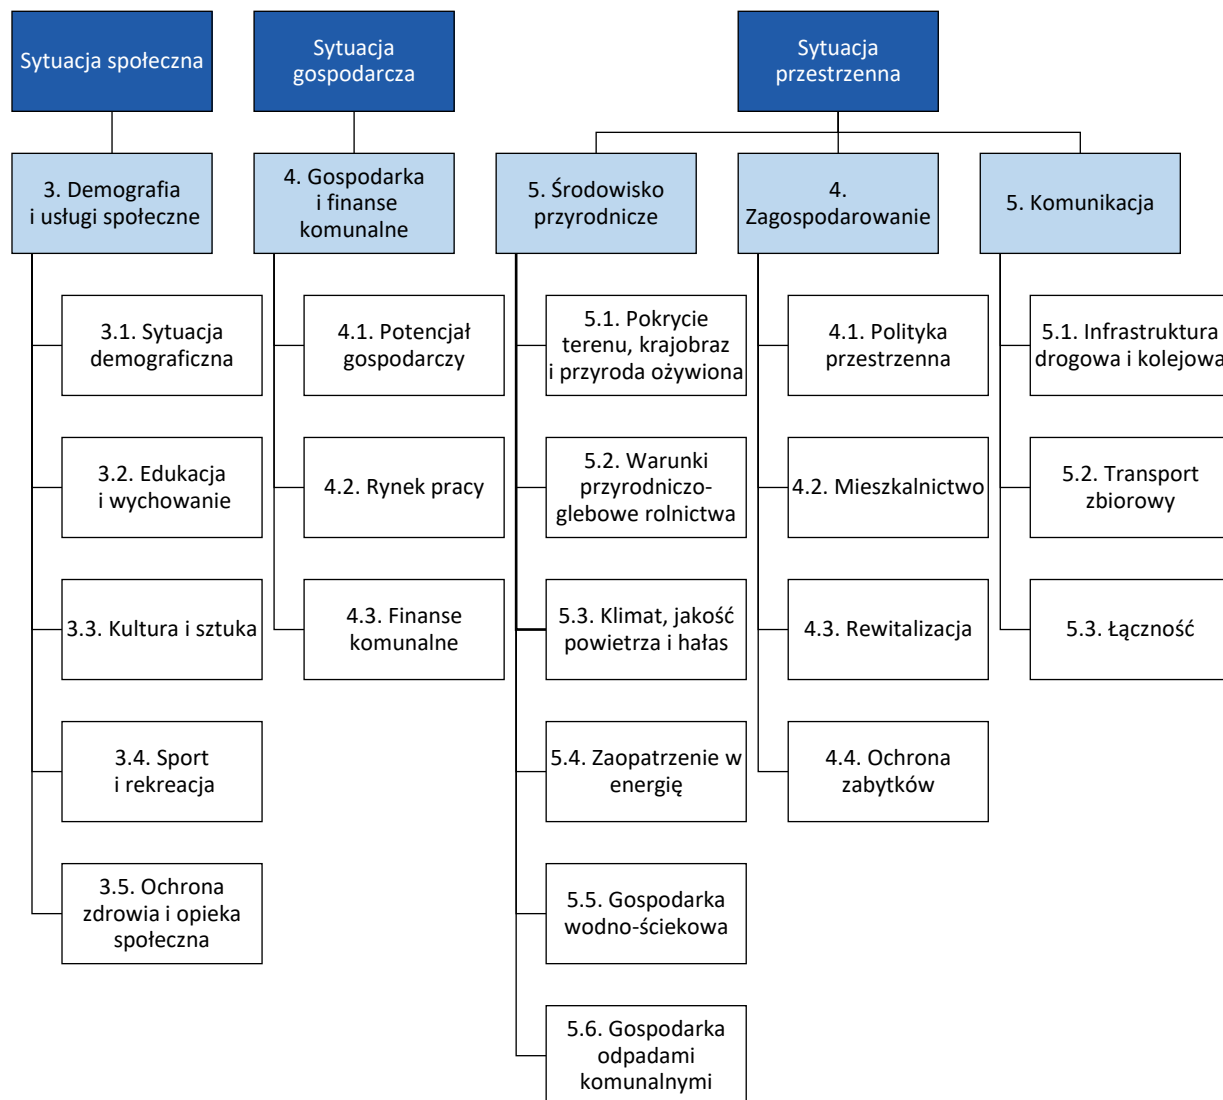 Sytuacja społeczna
Sytuacja
gospodarcza
Sytuacja
przestrzenna
3. Demografia
i usługi społeczne
4. Gospodarka
i finanse
komunalne
5. Środowisko
przyrodnicze
4.
Zagospodarowanie
5. Komunikacja
3.1. Sytuacja
demograficzna
3.2. Edukacja
i wychowanie
3.3. Kultura i sztuka
3.4. Sport
i rekreacja
3.5. Ochrona
zdrowia i opieka
społeczna
4.1. Potencjał
gospodarczy
4.2. Rynek pracy
4.3. Finanse
komunalne
5.1. Pokrycie
terenu, krajobraz
i przyroda ożywiona
5.2. Warunki
przyrodniczo-
glebowe rolnictwa
5.3. Klimat, jakość
powietrza i hałas
5.4. Zaopatrzenie w
energię
5.5. Gospodarka
wodno-ściekowa
5.6. Gospodarka
odpadami
komunalnymi
4.1. Polityka
przestrzenna
4.2. Mieszkalnictwo
4.3. Rewitalizacja
4.4. Ochrona
zabytków
5.1. Infrastruktura
drogowa i kolejowa
5.2. Transport
zbiorowy
5.3. Łączność